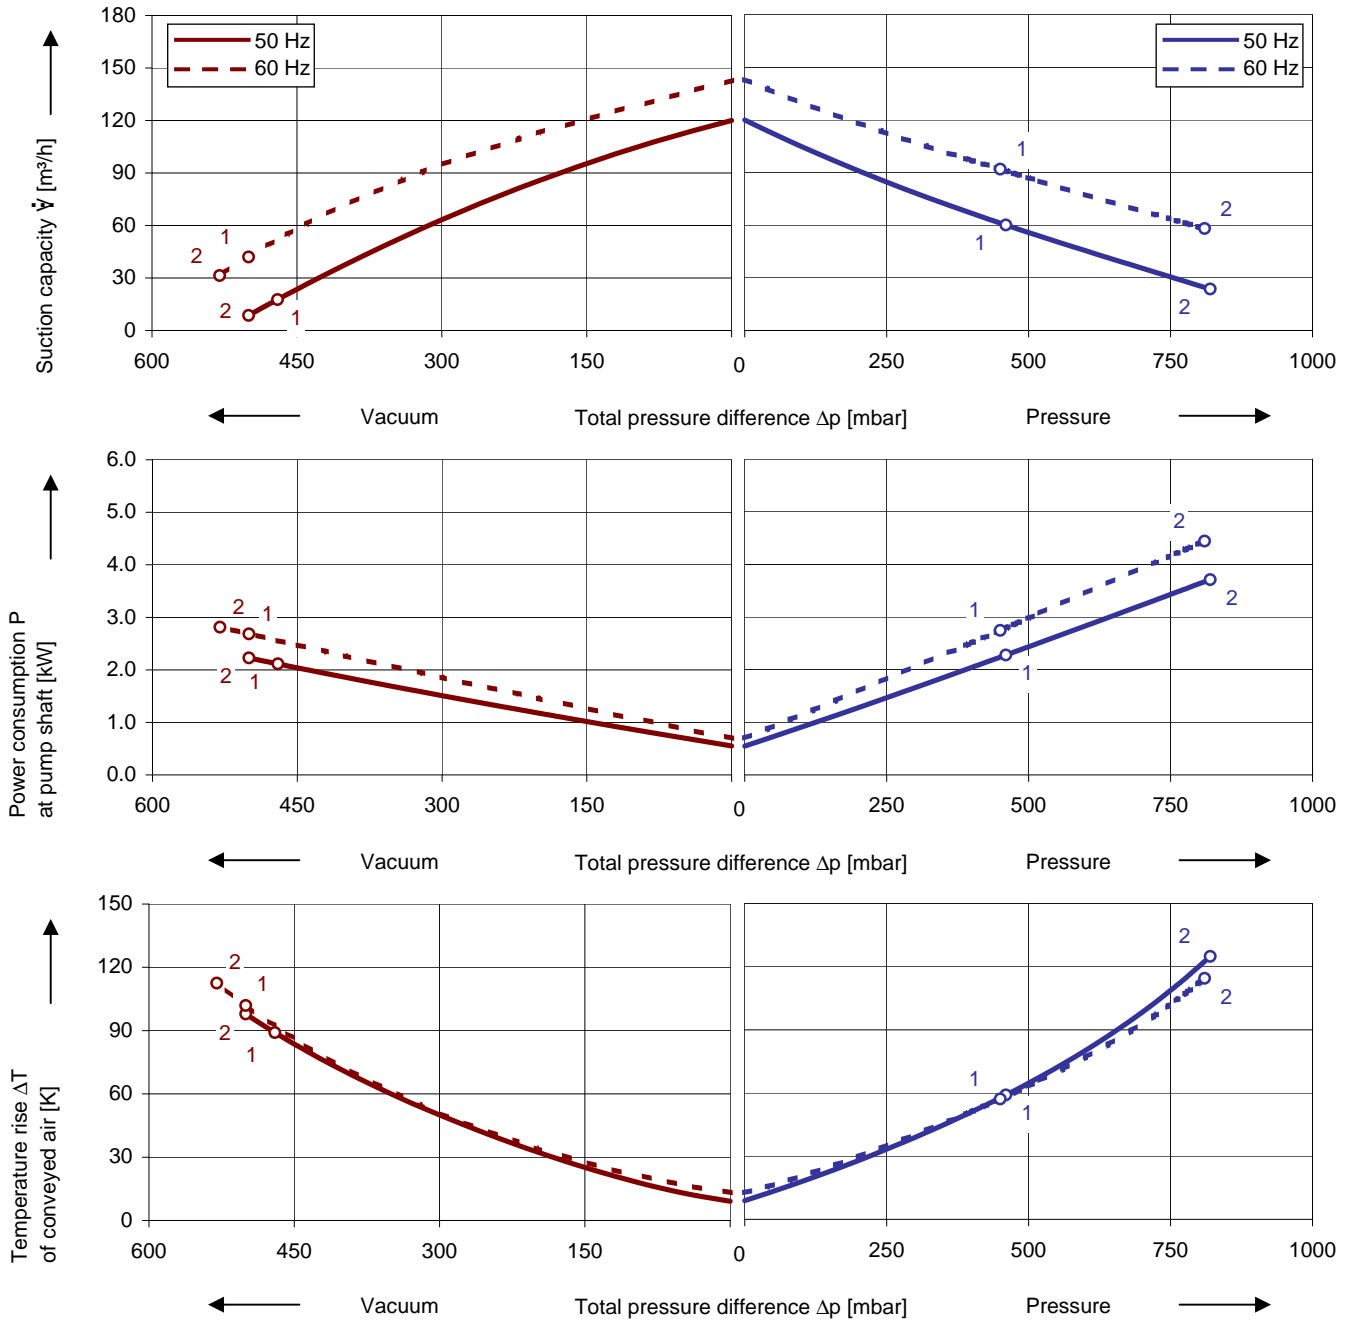 180
150
120
90
60
30
0
50 Hz
60 Hz
50 Hz
60 Hz
1
2
2
1
1
2
1
2
600 450 300 150 0 250 500 750 1000
Suction capacity V̇ [m³/h]
Vacuum Total pressure difference Δp [mbar] Pressure
6.0
5.0
4.0
3.0
2.0
1.0
0.0
2
1
2
1
1
2
1
2
600 450 300 150 0 250 500 750 1000
Power consumption P
at pump shaft [kW]
Vacuum Total pressure difference Δp [mbar] Pressure
150
120
90
60
30
0
2
1
2
1
2
2
1
1
600 450 300 150 0 250 500 750 1000
Temperature rise ΔT
of conveyed air [K]
Vacuum Total pressure difference Δp [mbar] Pressure